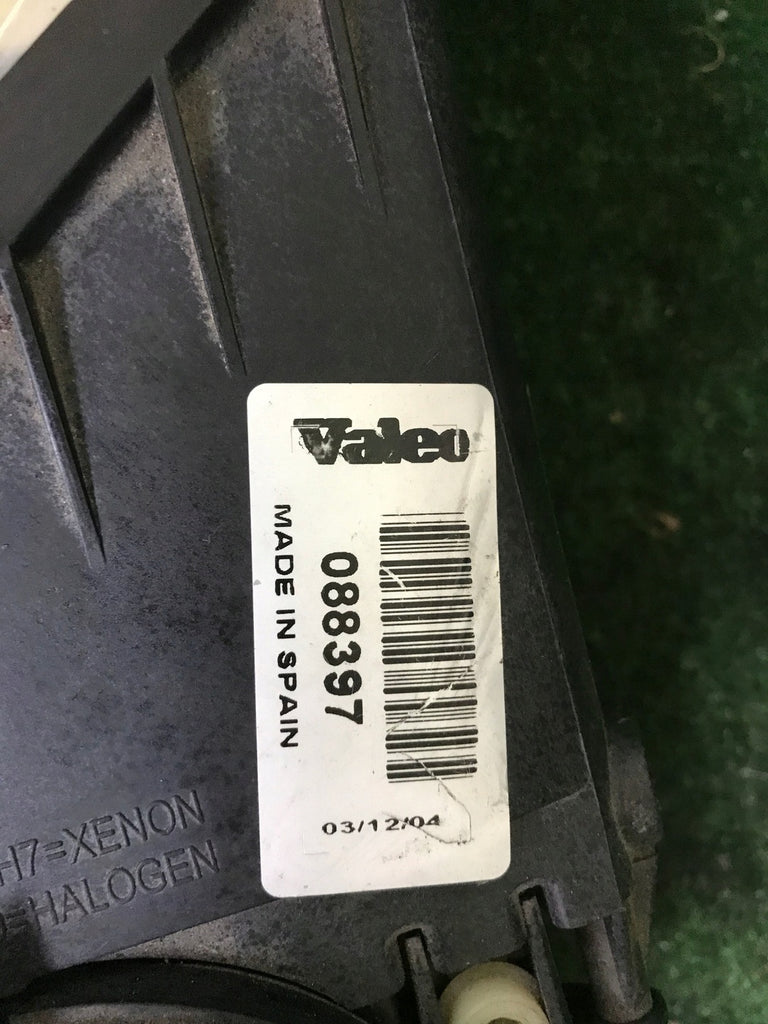 Valeo
088397
MADE IN SPAIN
03/12/04
H7=XENON
=HALOGEN